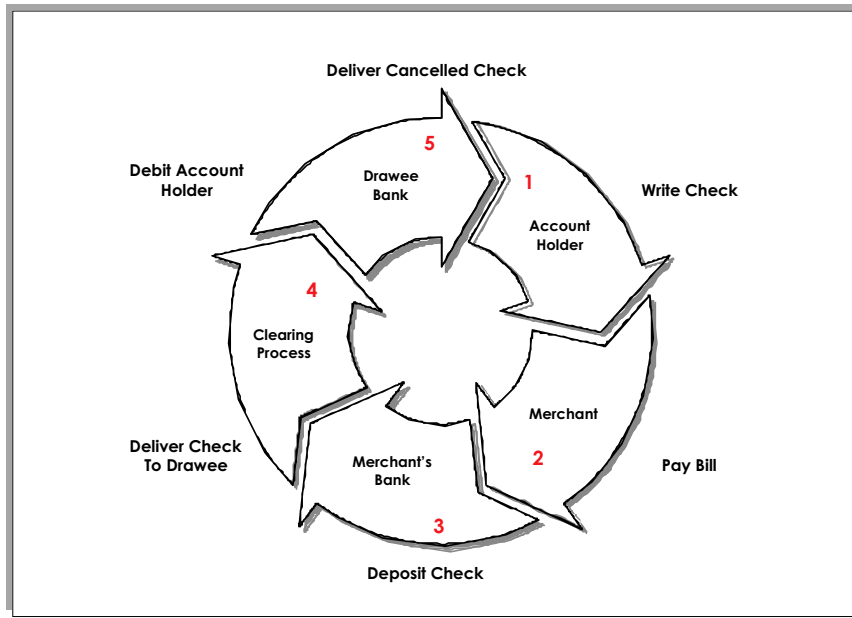 Deliver Cancelled Check
5
Drawee
Bank
1
Account
Holder
Write Check
Debit Account
Holder
4
Clearing
Process
Merchant
2
Pay Bill
Deliver Check
To Drawee
Merchant's
Bank
3
Deposit Check